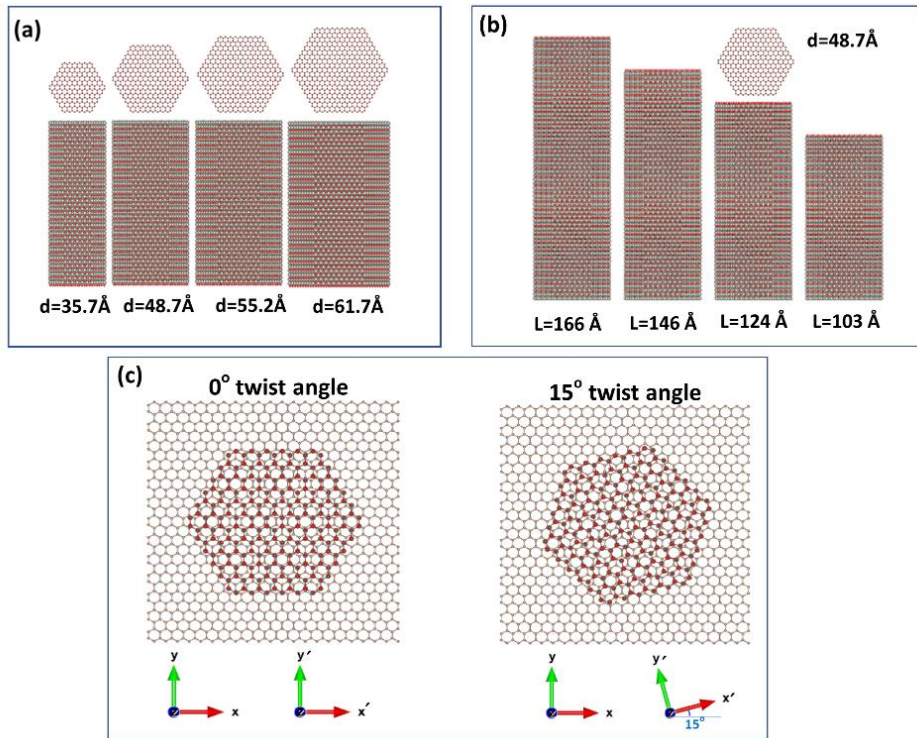 (a)
d=35.7Å d=48.7Å d=55.2Å d=61.7Å
(b)
d=48.7Å
L=166 Å L=146 Å L=124 Å L=103 Å
(c)
0° twist angle 15° twist angle
y y′ y y′
x x′ x x′
15°